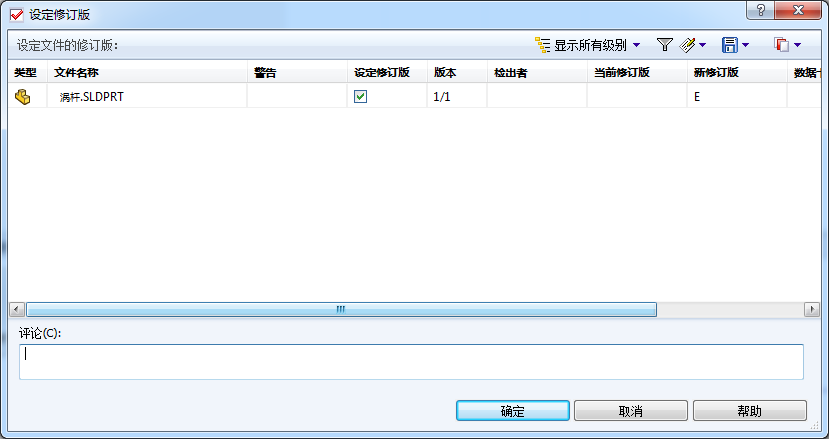 设定修订版
设定文件的修订版:
显示所有级别
类型 文件名称 警告 设定修订版 版本 检出者 当前修订版 新修订版 数据卡
涡杆.SLDPRT 1/1 E
评论(C):
确定 取消 帮助